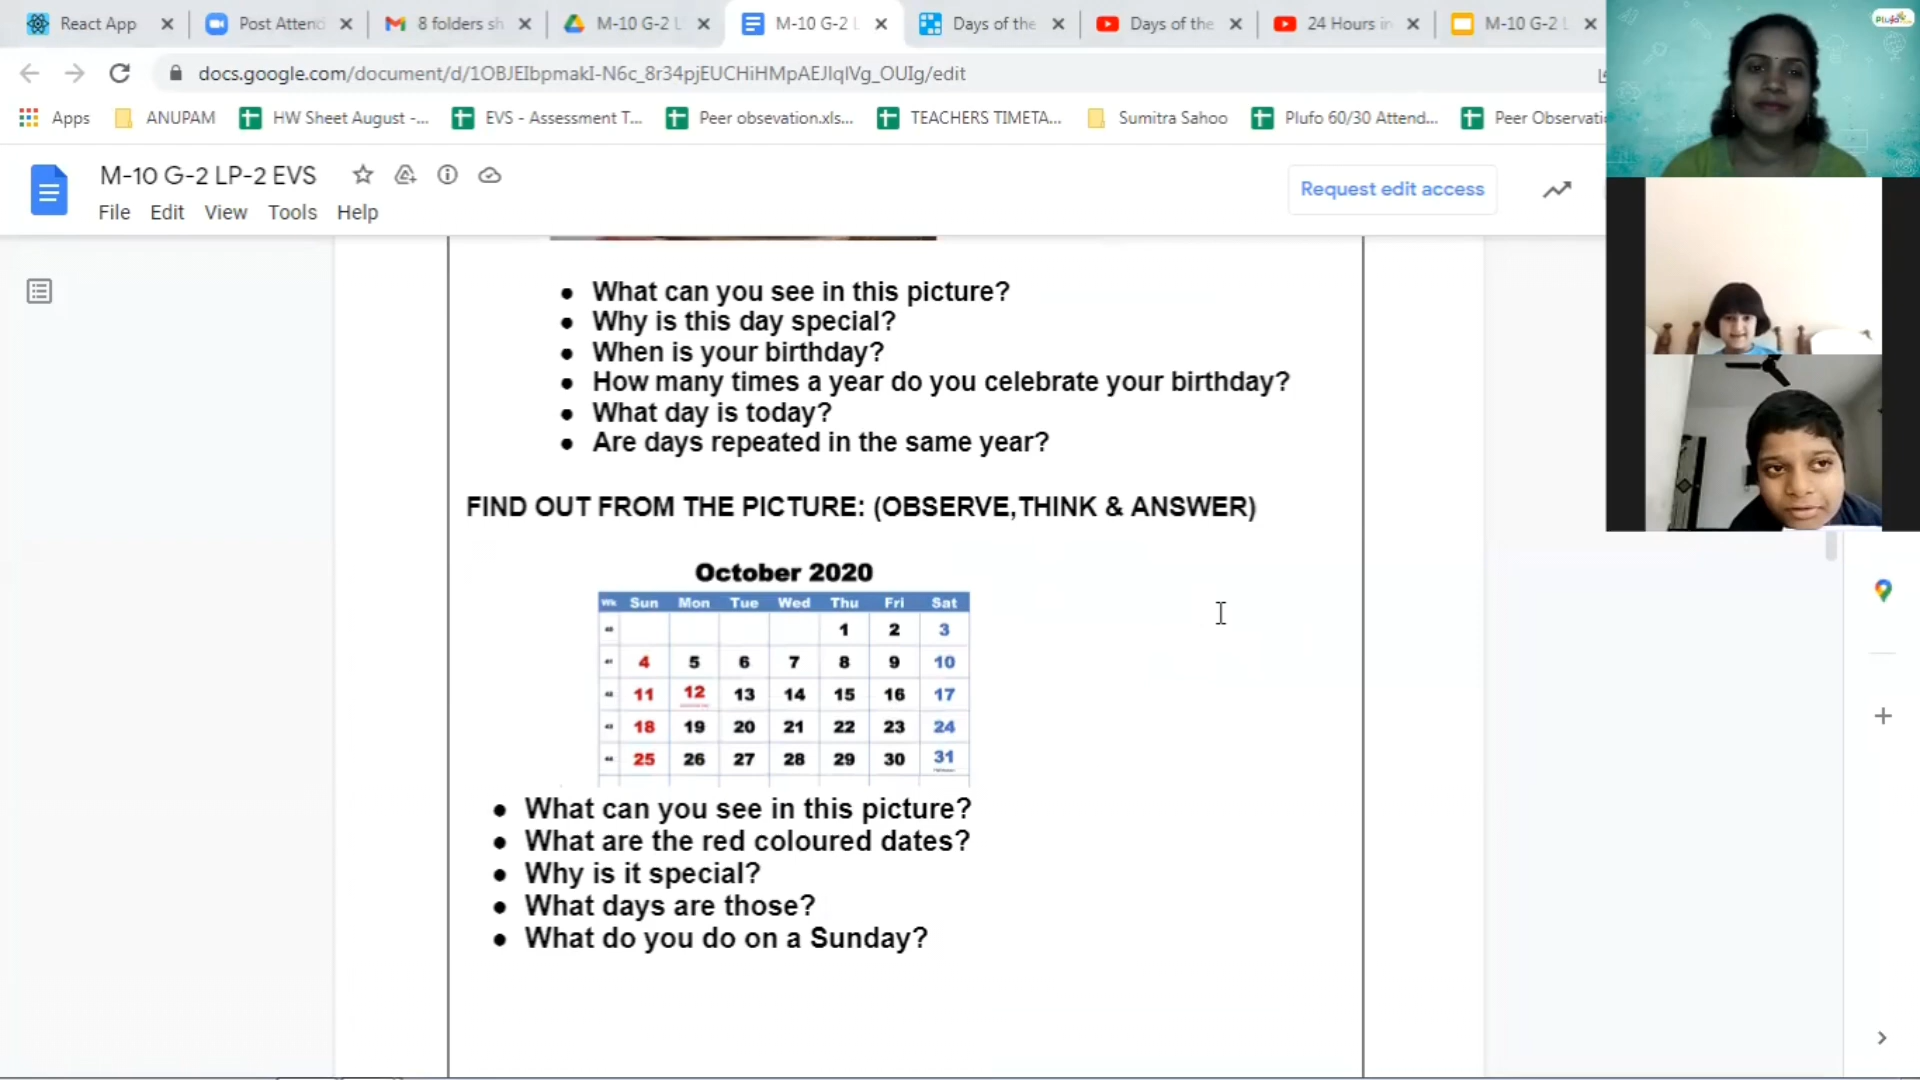 React App
Post Attend
8 folders sh
M-10 G-2 L
M-10 G-2 L
Days of the
Days of the
24 Hours in
M-10 G-2 L
docs.google.com/document/d/1OBJEIbpmakI-N6c_8r34pjEUCHiHMpAEJlqlVg_OUIg/edit
Apps
ANUPAM
HW Sheet August -...
EVS - Assessment T...
Peer obsevation.xls...
TEACHERS TIMETA...
Sumitra Sahoo
Plufo 60/30 Attend...
Peer Observati
M-10 G-2 LP-2 EVS
Request edit access
File Edit View Tools Help
• What can you see in this picture?
• Why is this day special?
• When is your birthday?
• How many times a year do you celebrate your birthday?
• What day is today?
• Are days repeated in the same year?
FIND OUT FROM THE PICTURE: (OBSERVE,THINK & ANSWER)
October 2020
Wk Sun Mon Tue Wed Thu Fri Sat
40 1 2 3
41 4 5 6 7 8 9 10
42 11 12 13 14 15 16 17
43 18 19 20 21 22 23 24
44 25 26 27 28 29 30 31
• What can you see in this picture?
• What are the red coloured dates?
• Why is it special?
• What days are those?
• What do you do on a Sunday?
Plufo